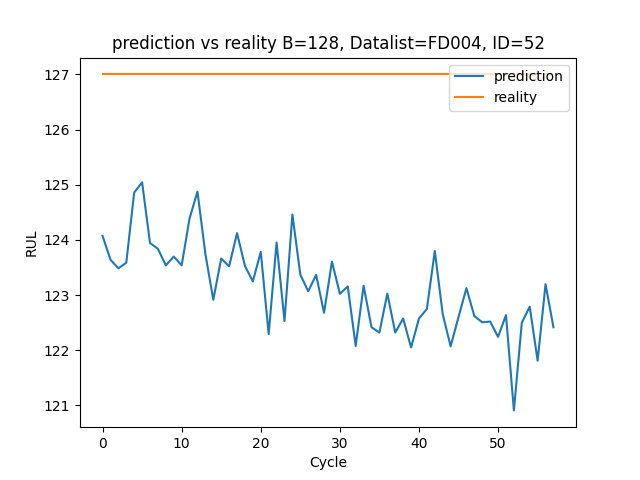 prediction vs reality B=128, Datalist=FD004, ID=52
127
126
125
124
123
122
121
RUL
prediction
reality
0 10 20 30 40 50
Cycle